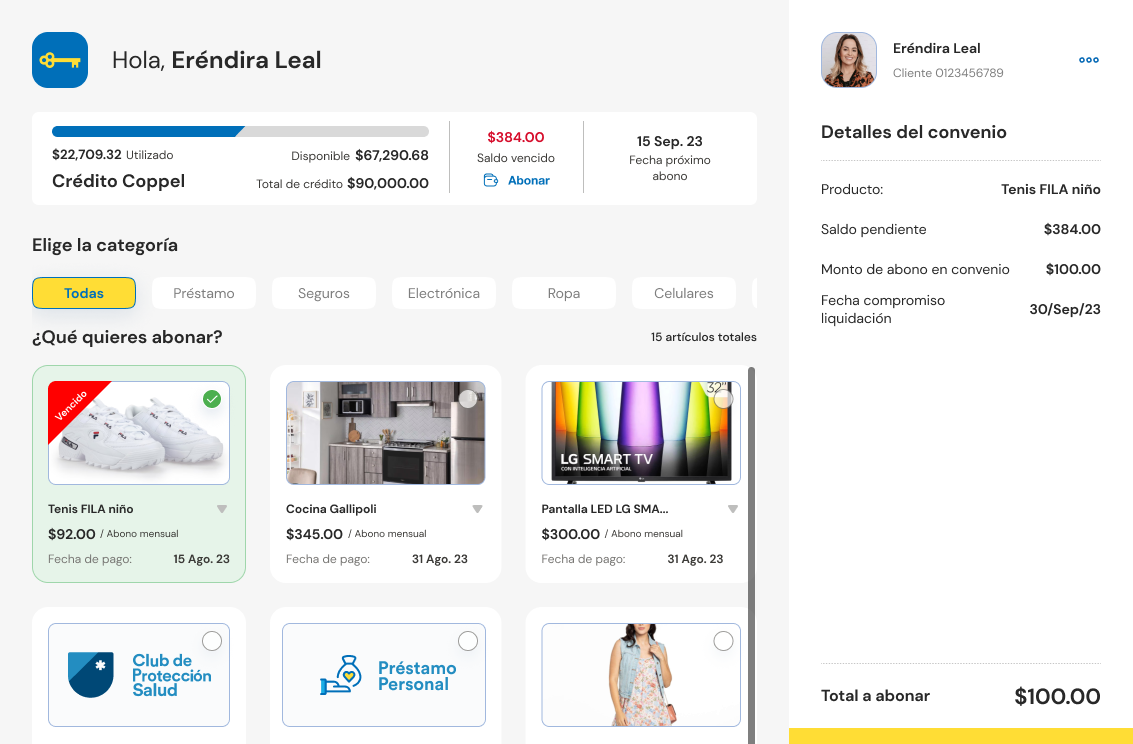 Hola, Eréndira Leal
$22,709.32 Utilizado
Disponible $67,290.68
Crédito Coppel
Total de crédito $90,000.00
$384.00
Saldo vencido
Abonar
15 Sep. 23
Fecha próximo
abono
Elige la categoría
Todas
Préstamo
Seguros
Electrónica
Ropa
Celulares
¿Qué quieres abonar?
15 artículos totales
Vencido
Tenis FILA niño
$92.00 / Abono mensual
Fecha de pago: 15 Ago. 23
Cocina Gallipoli
$345.00 / Abono mensual
Fecha de pago: 31 Ago. 23
32"
LG SMART TV
CON INTELIGENCIA ARTIFICIAL
Pantalla LED LG SMA...
$300.00 / Abono mensual
Fecha de pago: 31 Ago. 23
Club de
Protección
Salud
Préstamo
Personal
Eréndira Leal
Cliente 0123456789
Detalles del convenio
Producto: Tenis FILA niño
Saldo pendiente $384.00
Monto de abono en convenio $100.00
Fecha compromiso
liquidación
30/Sep/23
Total a abonar $100.00